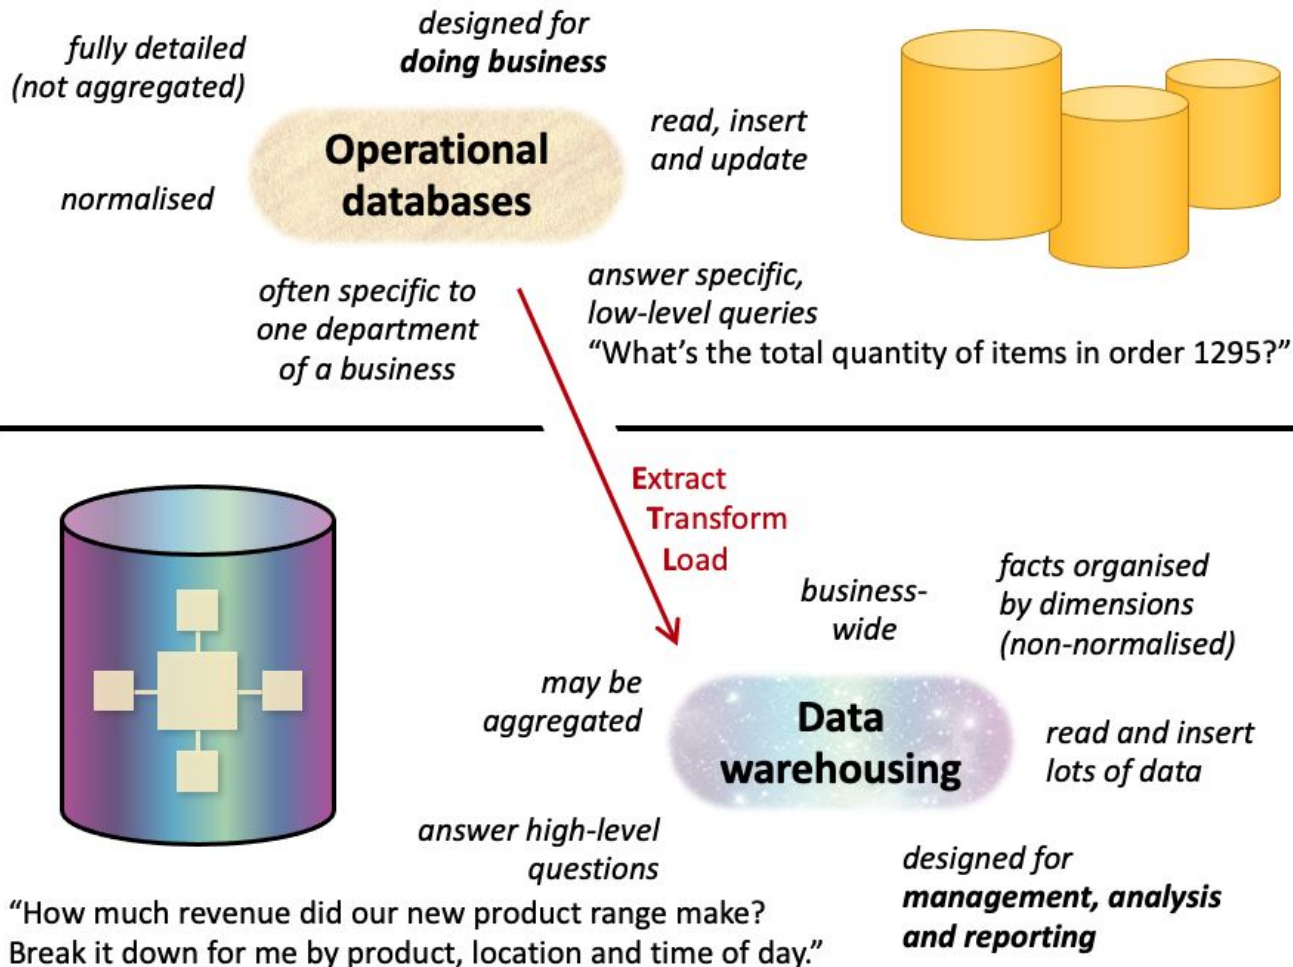 designed for
doing business
fully detailed
(not aggregated)
Operational
databases
read, insert
and update
normalised
often specific to
one department
of a business
answer specific,
low-level queries
“What’s the total quantity of items in order 1295?”
Extract
Transform
Load
business-
wide
facts organised
by dimensions
(non-normalised)
may be
aggregated
Data
warehousing
read and insert
lots of data
answer high-level
questions
“How much revenue did our new product range make?
Break it down for me by product, location and time of day.”
designed for
management, analysis
and reporting